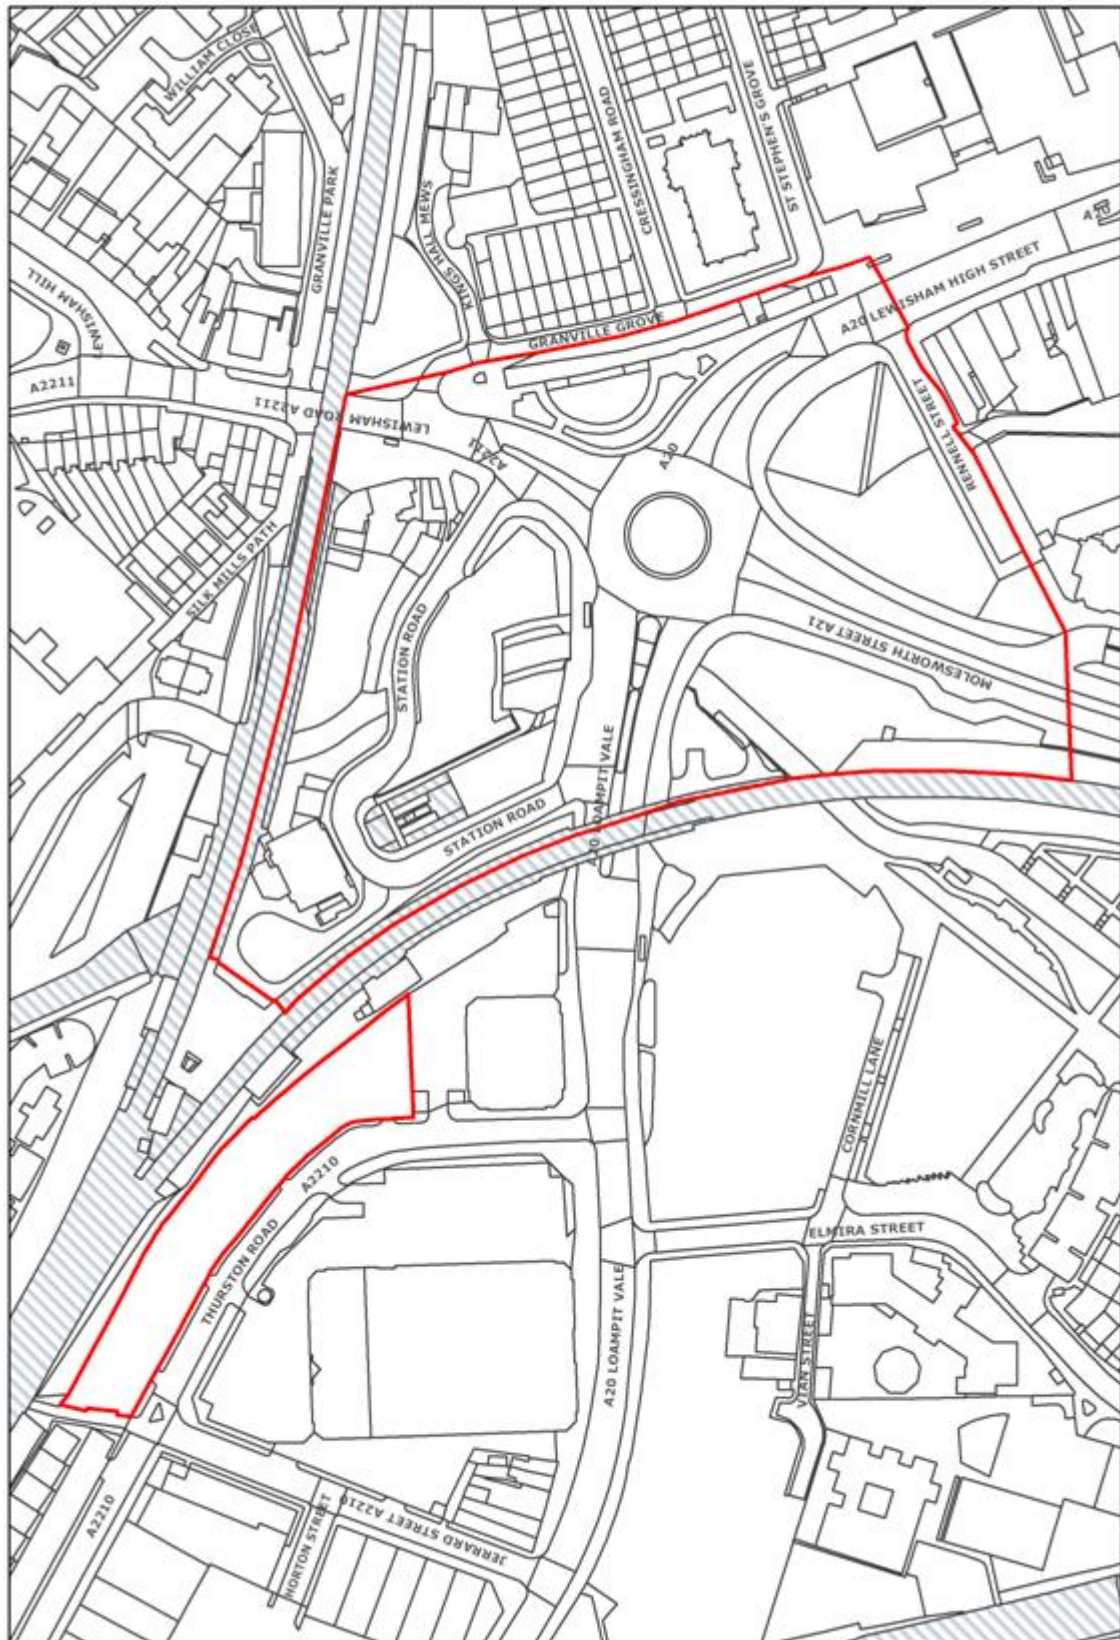 WILLIAM CLOSE
GRANVILLE PARK
KINGS HALL MEWS
CRESSINGHAM ROAD
ST STEPHEN'S GROVE
A20
LEWISHAM HILL
A2211
LEWISHAM ROAD A2211
A2211
GRANVILLE GROVE
A20 LEWISHAM HIGH STREET
A20
RENNELL STREET
SILK MILLS PATH
STATION ROAD
MOLESWORTH STREET A21
STATION ROAD
A20 LOAMPIT VALE
CORNMILL LANE
A2210
THURSTON ROAD
ELMIRA STREET
A20 LOAMPIT VALE
VIAN STREET
A2210
HORTON STREET
JERRARD STREET A2210